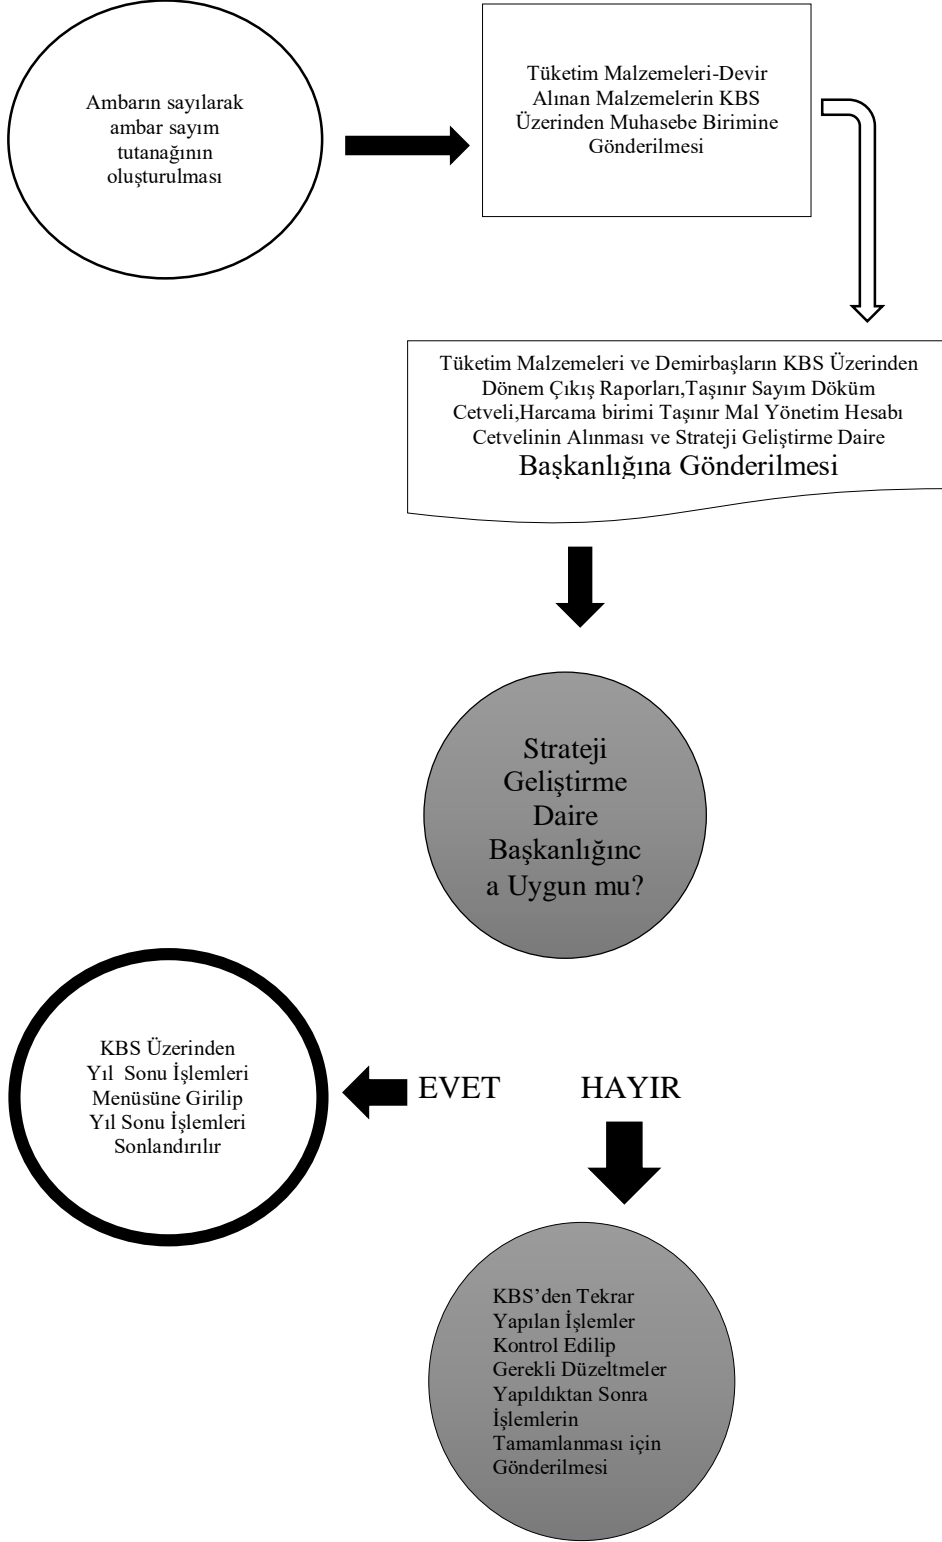 Ambarın sayılarak
ambar sayım
tutanağının
oluşturulması
Tüketim Malzemeleri-Devir
Alınan Malzemelerin KBS
Üzerinden Muhasebe Birimine
Gönderilmesi
Tüketim Malzemeleri ve Demirbaşların KBS Üzerinden
Dönem Çıkış Raporları,Taşınır Sayım Döküm
Cetveli,Harcama birimi Taşınır Mal Yönetim Hesabı
Cetvelinin Alınması ve Strateji Geliştirme Daire
Başkanlığına Gönderilmesi
Strateji
Geliştirme
Daire
Başkanlığınc
a Uygun mu?
KBS Üzerinden
Yıl  Sonu İşlemleri
Menüsüne Girilip
Yıl Sonu İşlemleri
Sonlandırılır
EVET
HAYIR
KBS’den Tekrar
Yapılan İşlemler
Kontrol Edilip
Gerekli Düzeltmeler
Yapıldıktan Sonra
İşlemlerin
Tamamlanması için
Gönderilmesi